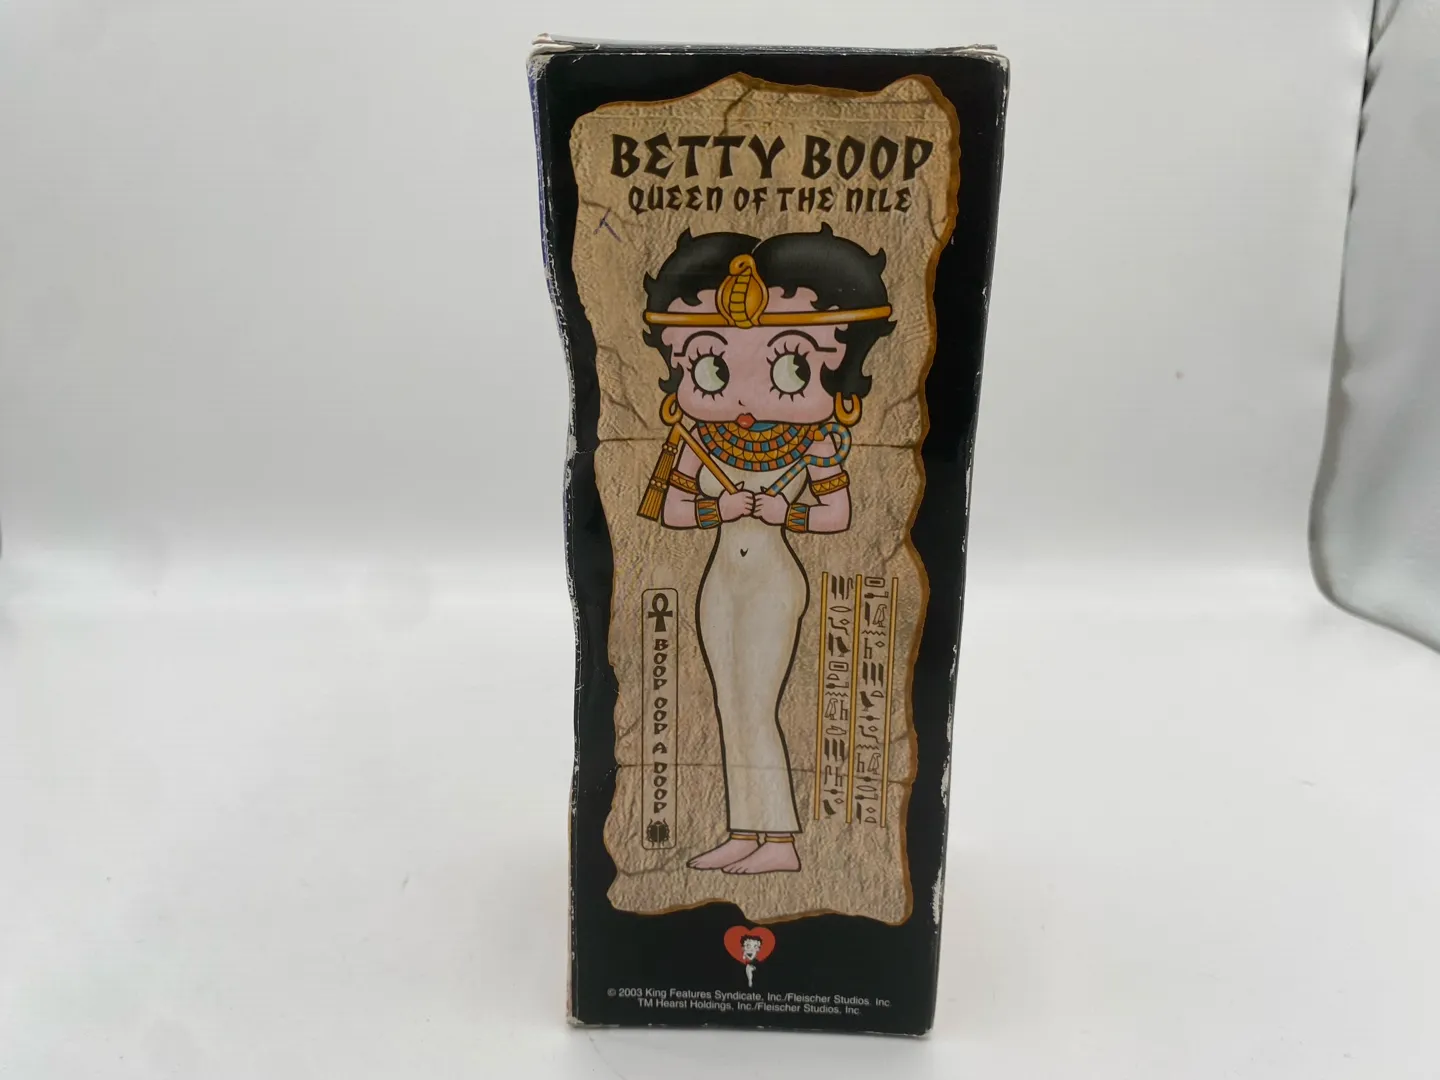 BETTY BOOP
QUEEN OF THE NILE
BOOP OOP A DOOP
© 2003 King Features Syndicate, Inc./Fleischer Studios, Inc.
TM Hearst Holdings, Inc./Fleischer Studios, Inc.